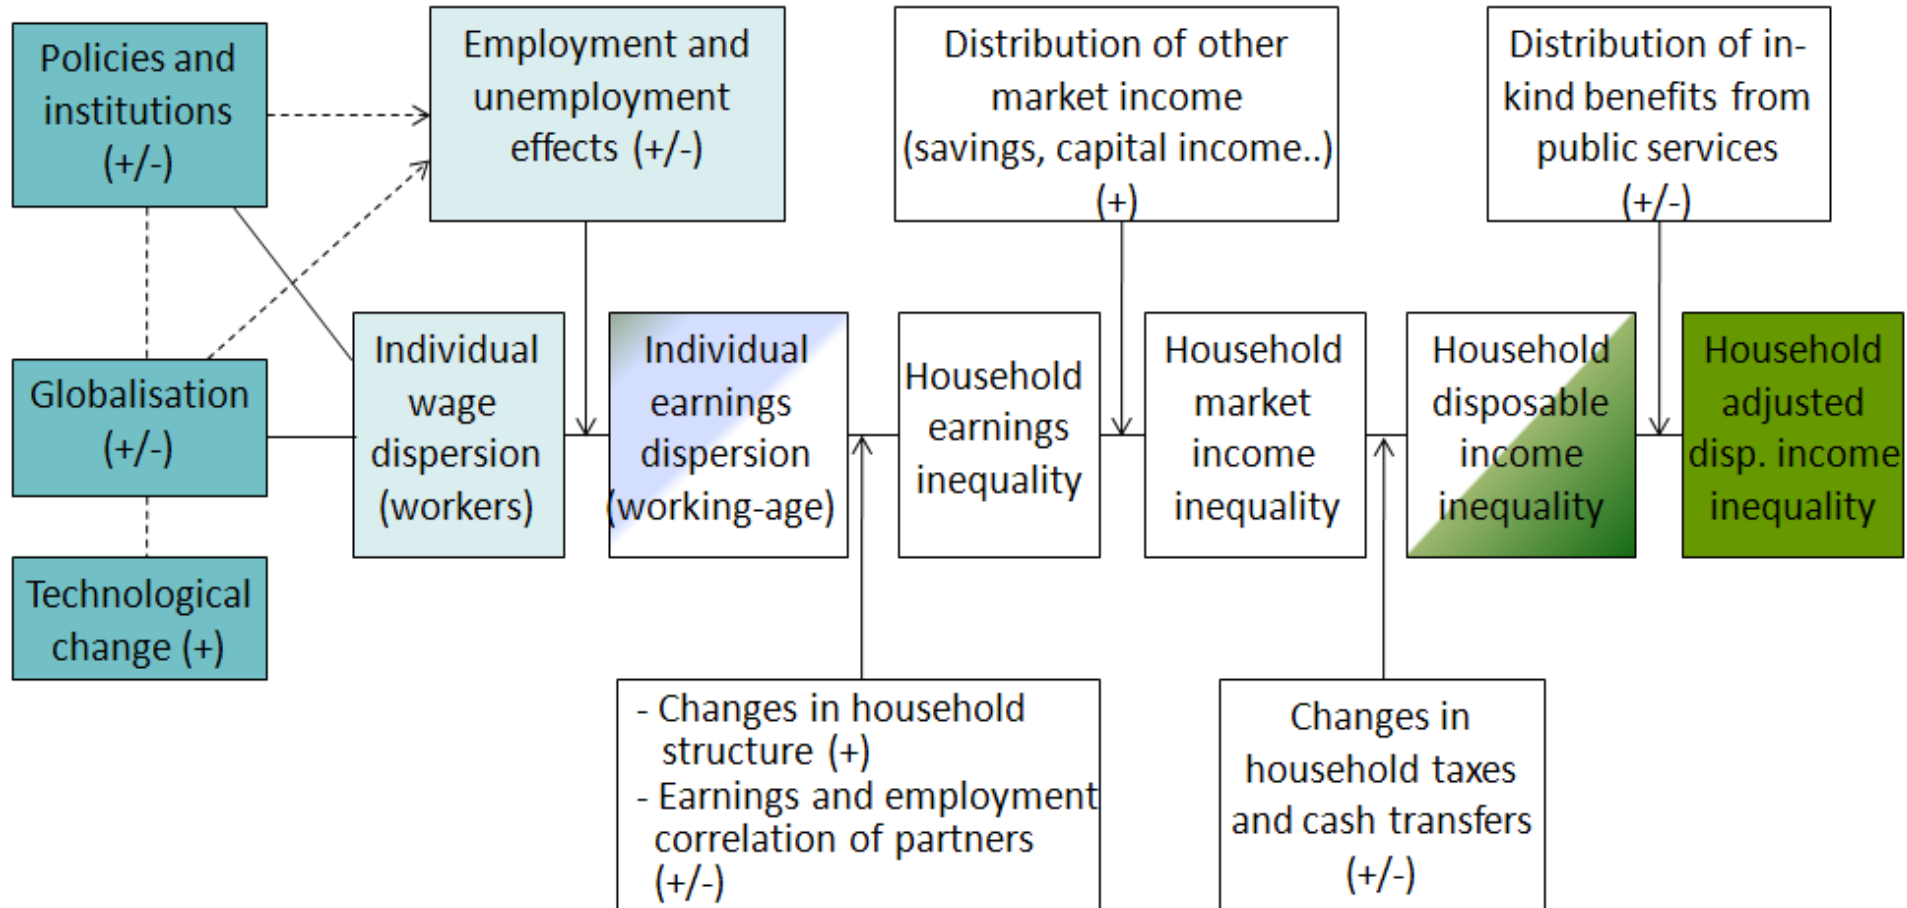 Policies and
institutions
(+/-)
Employment and
unemployment
effects (+/-)
Distribution of other
market income
(savings, capital income..)
(+)
Distribution of in-
kind benefits from
public services
(+/-)
Globalisation
(+/-)
Individual
wage
dispersion
(workers)
Individual
earnings
dispersion
(working-age)
Household
earnings
inequality
Household
market
income
inequality
Household
disposable
income
inequality
Household
adjusted
disp. income
inequality
Technological
change (+)
- Changes in household
structure (+)
- Earnings and employment
correlation of partners
(+/-)
Changes in
household taxes
and cash transfers
(+/-)